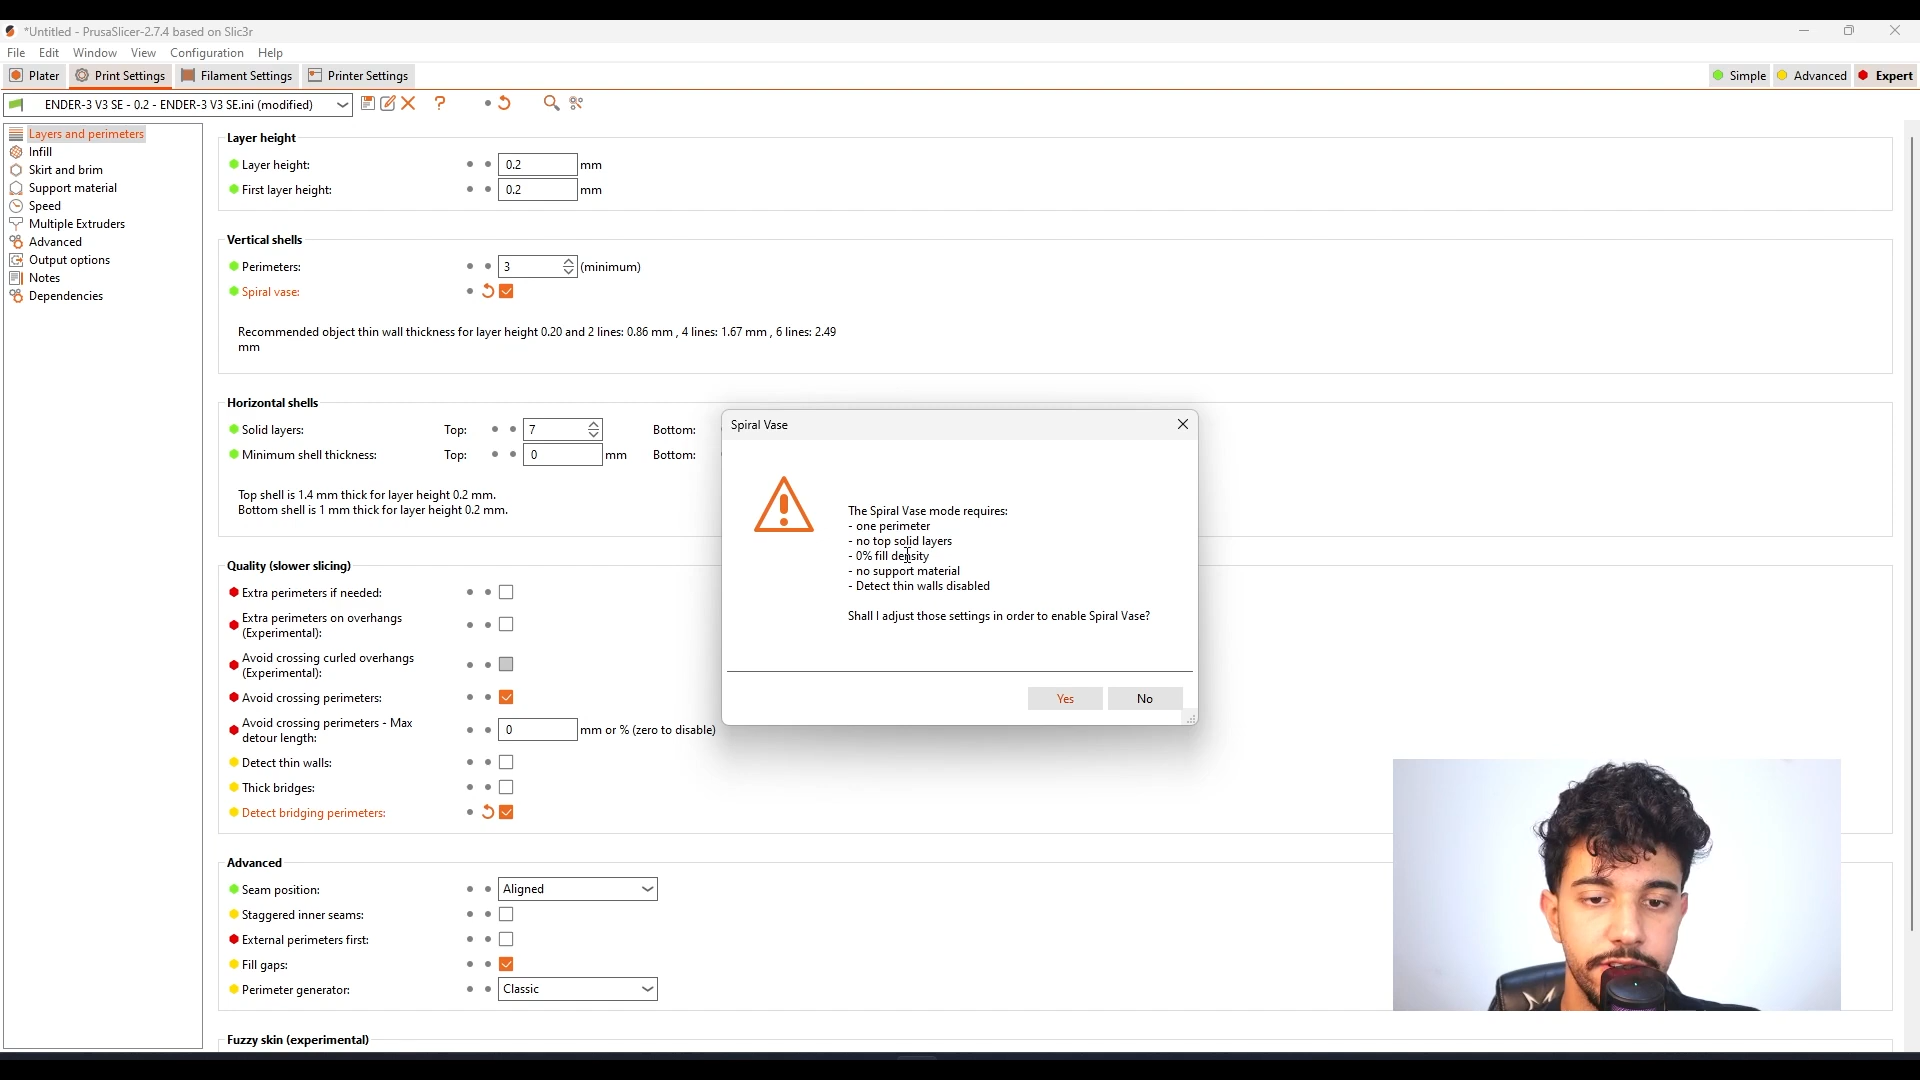 *Untitled - PrusaSlicer-2.7.4 based on Slic3r
File Edit Window View Configuration Help
Plater Print Settings Filament Settings Printer Settings Simple Advanced Expert
ENDER-3 V3 SE - 0.2 - ENDER-3 V3 SE.ini (modified) ?
Layers and perimeters
Infill
Skirt and brim
Support material
Speed
Multiple Extruders
Advanced
Output options
Notes
Dependencies
Layer height
Layer height: 0.2 mm
First layer height: 0.2 mm
Vertical shells
Perimeters: 3 (minimum)
Spiral vase:
Recommended object thin wall thickness for layer height 0.20 and 2 lines: 0.86 mm , 4 lines: 1.67 mm , 6 lines: 2.49
mm
Horizontal shells
Solid layers: Top: 7 Bottom:
Minimum shell thickness: Top: 0 mm Bottom:
Top shell is 1.4 mm thick for layer height 0.2 mm.
Bottom shell is 1 mm thick for layer height 0.2 mm.
Quality (slower slicing)
Extra perimeters if needed:
Extra perimeters on overhangs
(Experimental):
Avoid crossing curled overhangs
(Experimental):
Avoid crossing perimeters:
Avoid crossing perimeters - Max
detour length: 0 mm or % (zero to disable)
Detect thin walls:
Thick bridges:
Detect bridging perimeters:
Advanced
Seam position: Aligned
Staggered inner seams:
External perimeters first:
Fill gaps:
Perimeter generator: Classic
Fuzzy skin (experimental)
Spiral Vase
The Spiral Vase mode requires:
- one perimeter
- no top solid layers
- 0% fill density
- no support material
- Detect thin walls disabled
Shall I adjust those settings in order to enable Spiral Vase?
Yes No